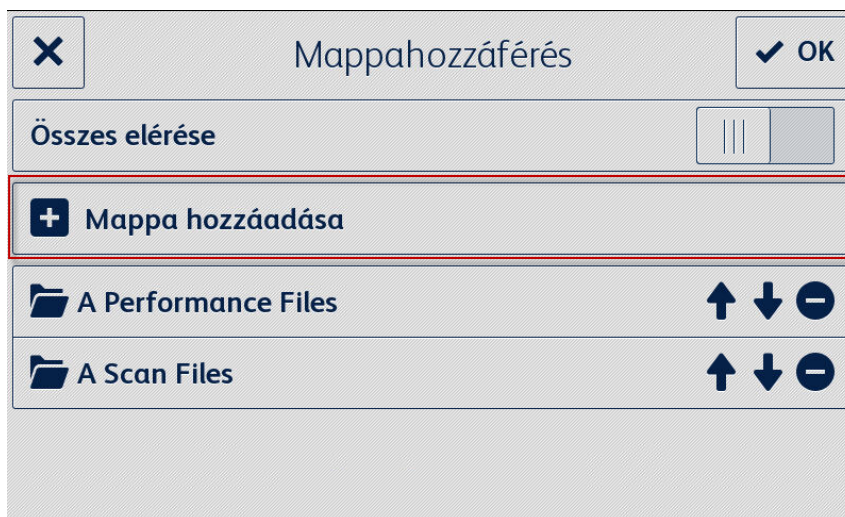 Mappahozzáférés
OK
Összes elérése
Mappa hozzáadása
A Performance Files
A Scan Files